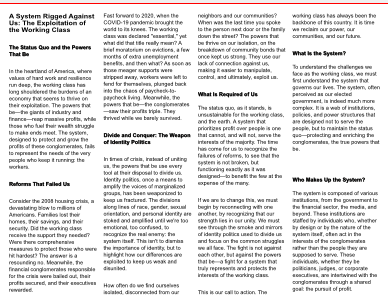 A System Rigged Against
Us: The Exploitation of
the Working Class
The Status Quo and the Powers
That Be
In the heartland of America, where
values of hard work and resilience
run deep, the working class has
long shouldered the burdens of an
economy that seems to thrive on
their exploitation. The powers that
be—the giants of industry and
finance—reap massive profits, while
those who fuel their wealth struggle
to make ends meet. The system,
designed to protect and grow the
profits of these conglomerates, fails
to represent the needs of the very
people who keep it running: the
workers.
Reforms That Failed Us
Consider the 2008 housing crisis, a
devastating blow to millions of
Americans. Families lost their
homes, their savings, and their
security. Did the working class
receive the support they needed?
Were there comprehensive
measures to protect those who were
hit hardest? The answer is a
resounding no. Meanwhile, the
financial conglomerates responsible
for the crisis were bailed out, their
profits secured, and their executives
rewarded.
Fast forward to 2020, when the
COVID-19 pandemic brought the
world to its knees. The working
class was declared "essential," yet
what did that title really mean? A
brief moratorium on evictions, a few
months of extra unemployment
benefits, and then what? As soon as
those meager supports were
stripped away, workers were left to
fend for themselves, plunged back
into the chaos of paycheck-to-
paycheck living. Meanwhile, the
powers that be—the conglomerates
—saw their profits triple. They
thrived while we barely survived.
Divide and Conquer: The Weapon
of Identity Politics
In times of crisis, instead of uniting
us, the powers that be use every
tool at their disposal to divide us.
Identity politics, once a means to
amplify the voices of marginalized
groups, has been weaponized to
keep us fractured. The divisions
along lines of race, gender, sexual
orientation, and personal identity are
stoked and amplified until we're too
emotional, too confused, to
recognize the real enemy: the
system itself. This isn't to dismiss
the importance of identity, but to
highlight how our differences are
exploited to keep us weak and
disunited.
How often do we find ourselves
isolated, disconnected from our
neighbors and our communities?
When was the last time you spoke
to the person next door or the family
down the street? The powers that
be thrive on our isolation, on the
breakdown of community bonds that
once kept us strong. They use our
lack of connection against us,
making it easier to manipulate,
control, and ultimately, exploit us.
What Is Required of Us
The status quo, as it stands, is
unsustainable for the working class,
and the earth. A system that
prioritizes profit over people is one
that cannot, and will not, serve the
interests of the majority. The time
has come for us to recognize the
failures of reforms, to see that the
system is not broken, but
functioning exactly as it was
designed—to benefit the few at the
expense of the many.
If we are to change this, we must
begin by reconnecting with one
another, by recognizing that our
strength lies in our unity. We must
see through the smoke and mirrors
of identity politics used to divide us
and focus on the common struggles
we all face. The fight is not against
each other, but against the powers
that be—a fight for a system that
truly represents and protects the
interests of the working class.
This is our call to action. The
working class has always been the
backbone of this country. It is time
we reclaim our power, our
communities, and our future.
What Is the System?
To understand the challenges we
face as the working class, we must
first understand the system that
governs our lives. The system, often
perceived as our elected
government, is indeed much more
complex. It is a web of institutions,
policies, and power structures that
are designed not to serve the
people, but to maintain the status
quo—protecting and enriching the
conglomerates, the true powers that
be.
Who Makes Up the System?
The system is composed of various
institutions, from the government to
the financial sector, the media, and
beyond. These institutions are
staffed by individuals who, whether
by design or by the nature of the
system itself, often act in the
interests of the conglomerates
rather than the people they are
supposed to serve. These
individuals, whether they be
politicians, judges, or corporate
executives, are intertwined with the
conglomerates through a shared
goal: the pursuit of profit.